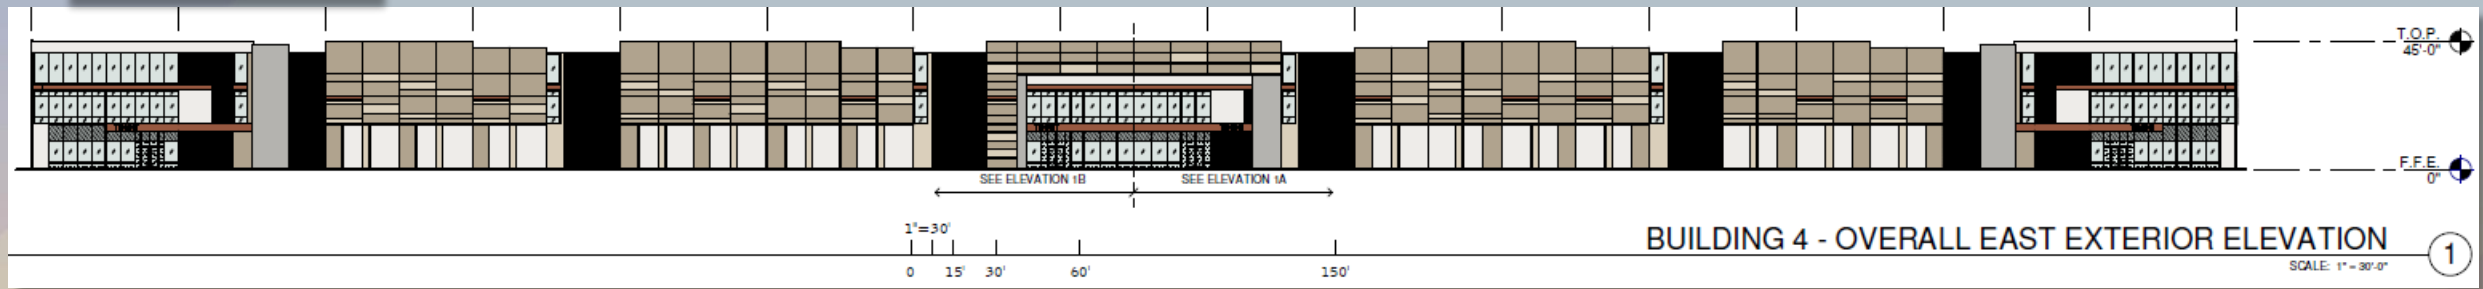 T.O.P.
45'-0"
F.F.E.
0"
SEE ELEVATION 1B
SEE ELEVATION 1A
1"=30'
0 15' 30' 60' 150'
BUILDING 4 - OVERALL EAST EXTERIOR ELEVATION
1
SCALE: 1" = 30'-0"